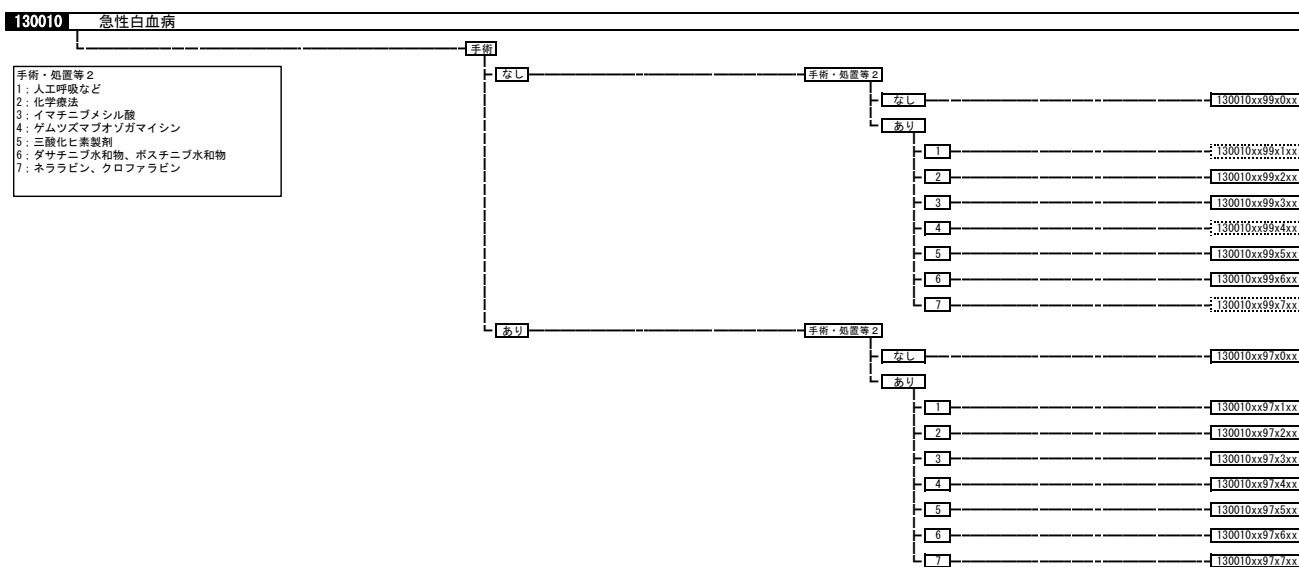 130010 急性白血病
手術
手術・処置等2
1；人工呼吸など
2；化学療法
3；イマチニブメシル酸
4；ゲムツズマブオゾガマイシン
5；三酸化ヒ素製剤
6；ダサチニブ水和物、ボスチニブ水和物
7；ネララビン、クロファラビン
なし 手術・処置等2
なし 130010xx99x0xx
あり
1 130010xx99x1xx
2 130010xx99x2xx
3 130010xx99x3xx
4 130010xx99x4xx
5 130010xx99x5xx
6 130010xx99x6xx
7 130010xx99x7xx
あり 手術・処置等2
なし 130010xx97x0xx
あり
1 130010xx97x1xx
2 130010xx97x2xx
3 130010xx97x3xx
4 130010xx97x4xx
5 130010xx97x5xx
6 130010xx97x6xx
7 130010xx97x7xx